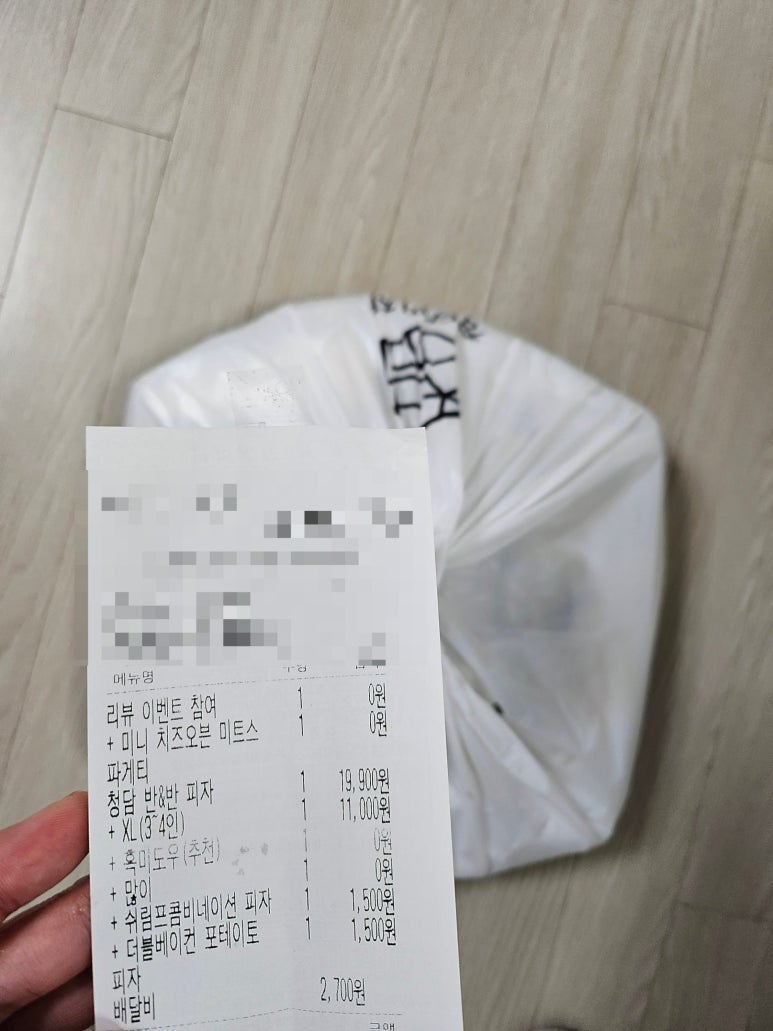 메뉴명
리뷰 이벤트 참여 1 0원
+ 미니 치즈오븐 미트스 1 0원
파게티
청담 반&반 피자 1 19,900원
+ XL(3~4인) 1 11,000원
+ 흑미도우(추천) 1 0원
+ 많이 1 0원
+ 쉬림프콤비네이션 피자 1 1,500원
+ 더블베이컨 포테이토 1 1,500원
피자
배달비 2,700원
금액